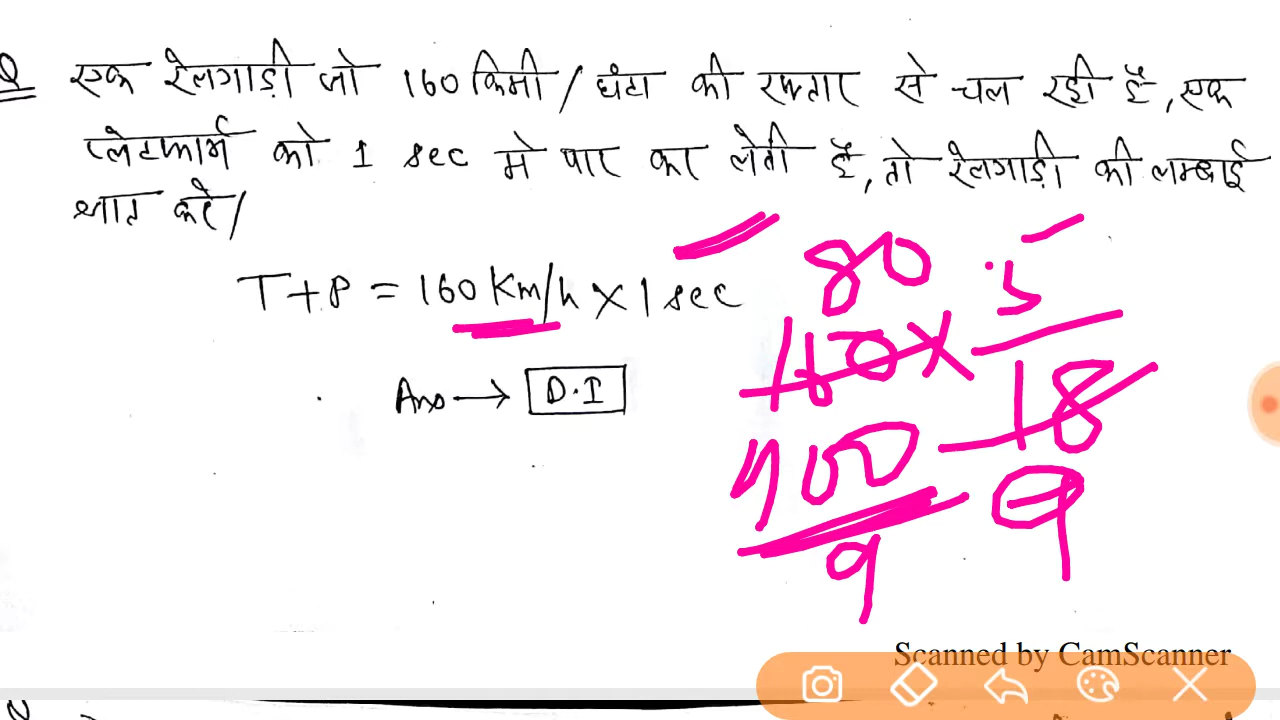 Q एक रेलगाड़ी जो 160 किमी / घंटा की रफ्तार से चल रही है, एक
प्लेटफार्म को 1 sec मे पार कर लेती है, तो रेलगाड़ी की लम्बाई
ज्ञात करे /
T+P = 160 Km/h × 1 sec
Ans → D.I
80
160 × 5
18
9
400
9
Scanned by CamScanner